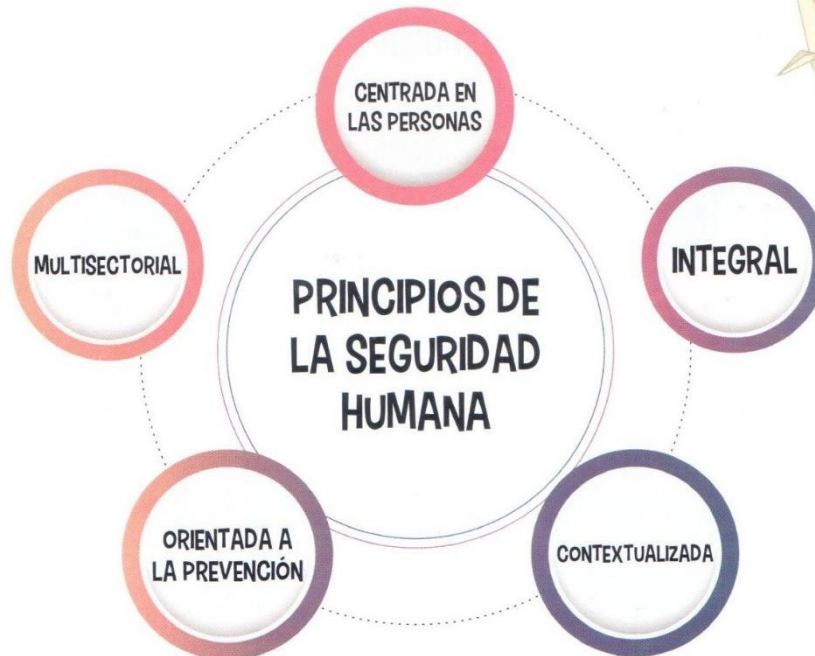 CENTRADA EN
LAS PERSONAS
MULTISECTORIAL
INTEGRAL
PRINCIPIOS DE
LA SEGURIDAD
HUMANA
ORIENTADA A
LA PREVENCIÓN
CONTEXTUALIZADA